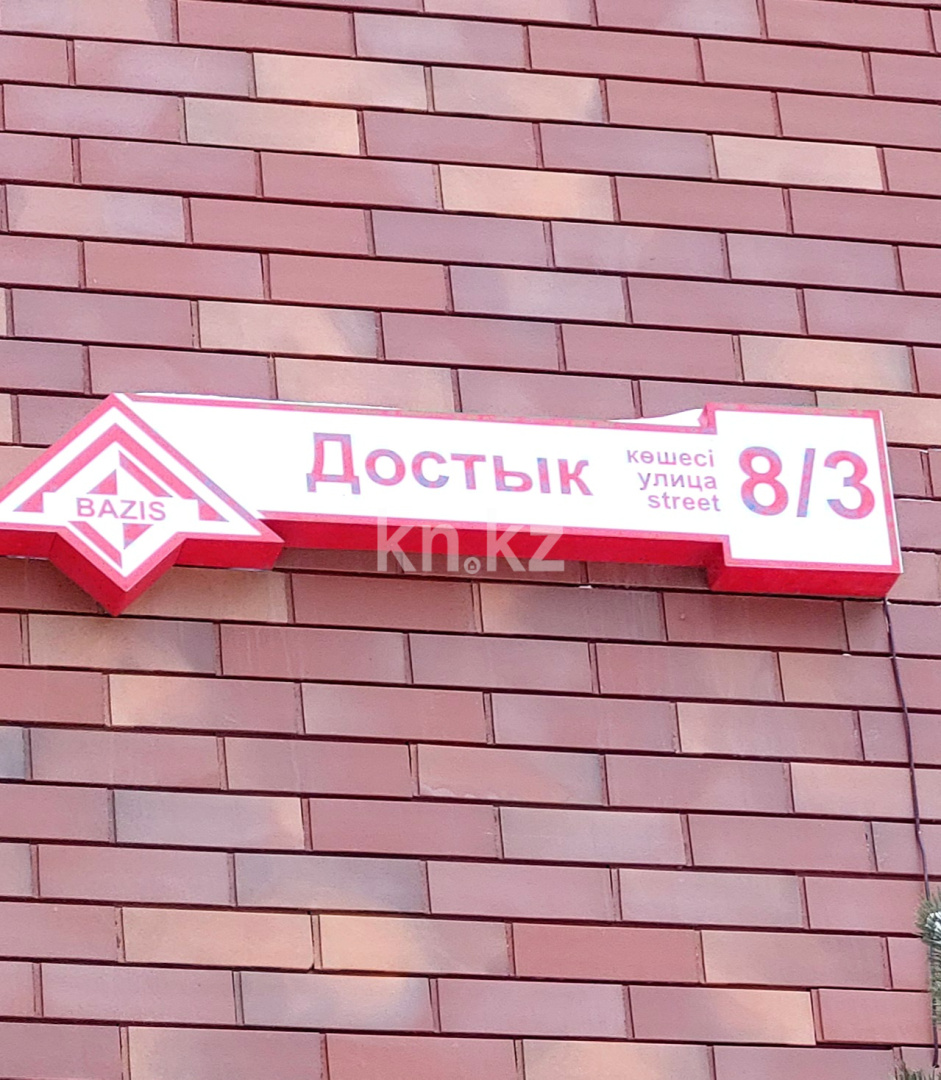 BAZIS
Достык
көшесі
улица
street
8/3
kn.kz